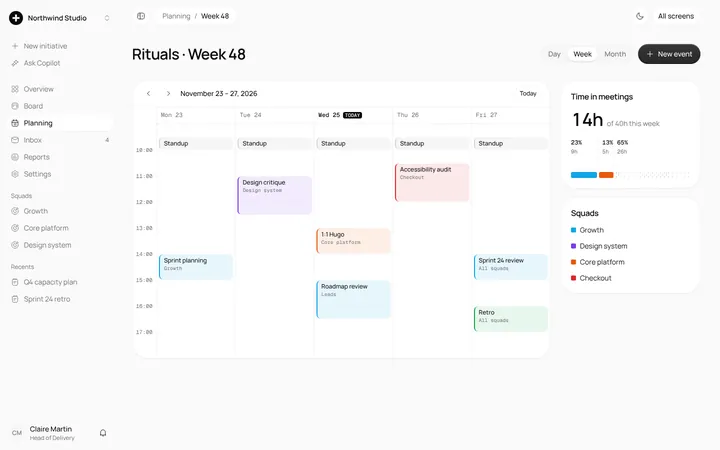 Northwind Studio
New initiative
Ask Copilot
Overview
Board
Planning
Inbox 4
Reports
Settings
Squads
Growth
Core platform
Design system
Recents
Q4 capacity plan
Sprint 24 retro
CM
Claire Martin
Head of Delivery
Planning / Week 48
All screens
Rituals · Week 48
Day Week Month
New event
November 23 – 27, 2026
Today
Mon 23 Tue 24 Wed 25 TODAY Thu 26 Fri 27
Standup Standup Standup Standup Standup
10:00
Accessibility audit
Checkout
11:00
Design critique
Design system
12:00
13:00
1:1 Hugo
Core platform
14:00
Sprint planning
Growth
Sprint 24 review
All squads
15:00
Roadmap review
Leads
16:00
Retro
All squads
17:00
Time in meetings
14h of 40h this week
23% 13% 65%
9h 5h 26h
Squads
Growth
Design system
Core platform
Checkout